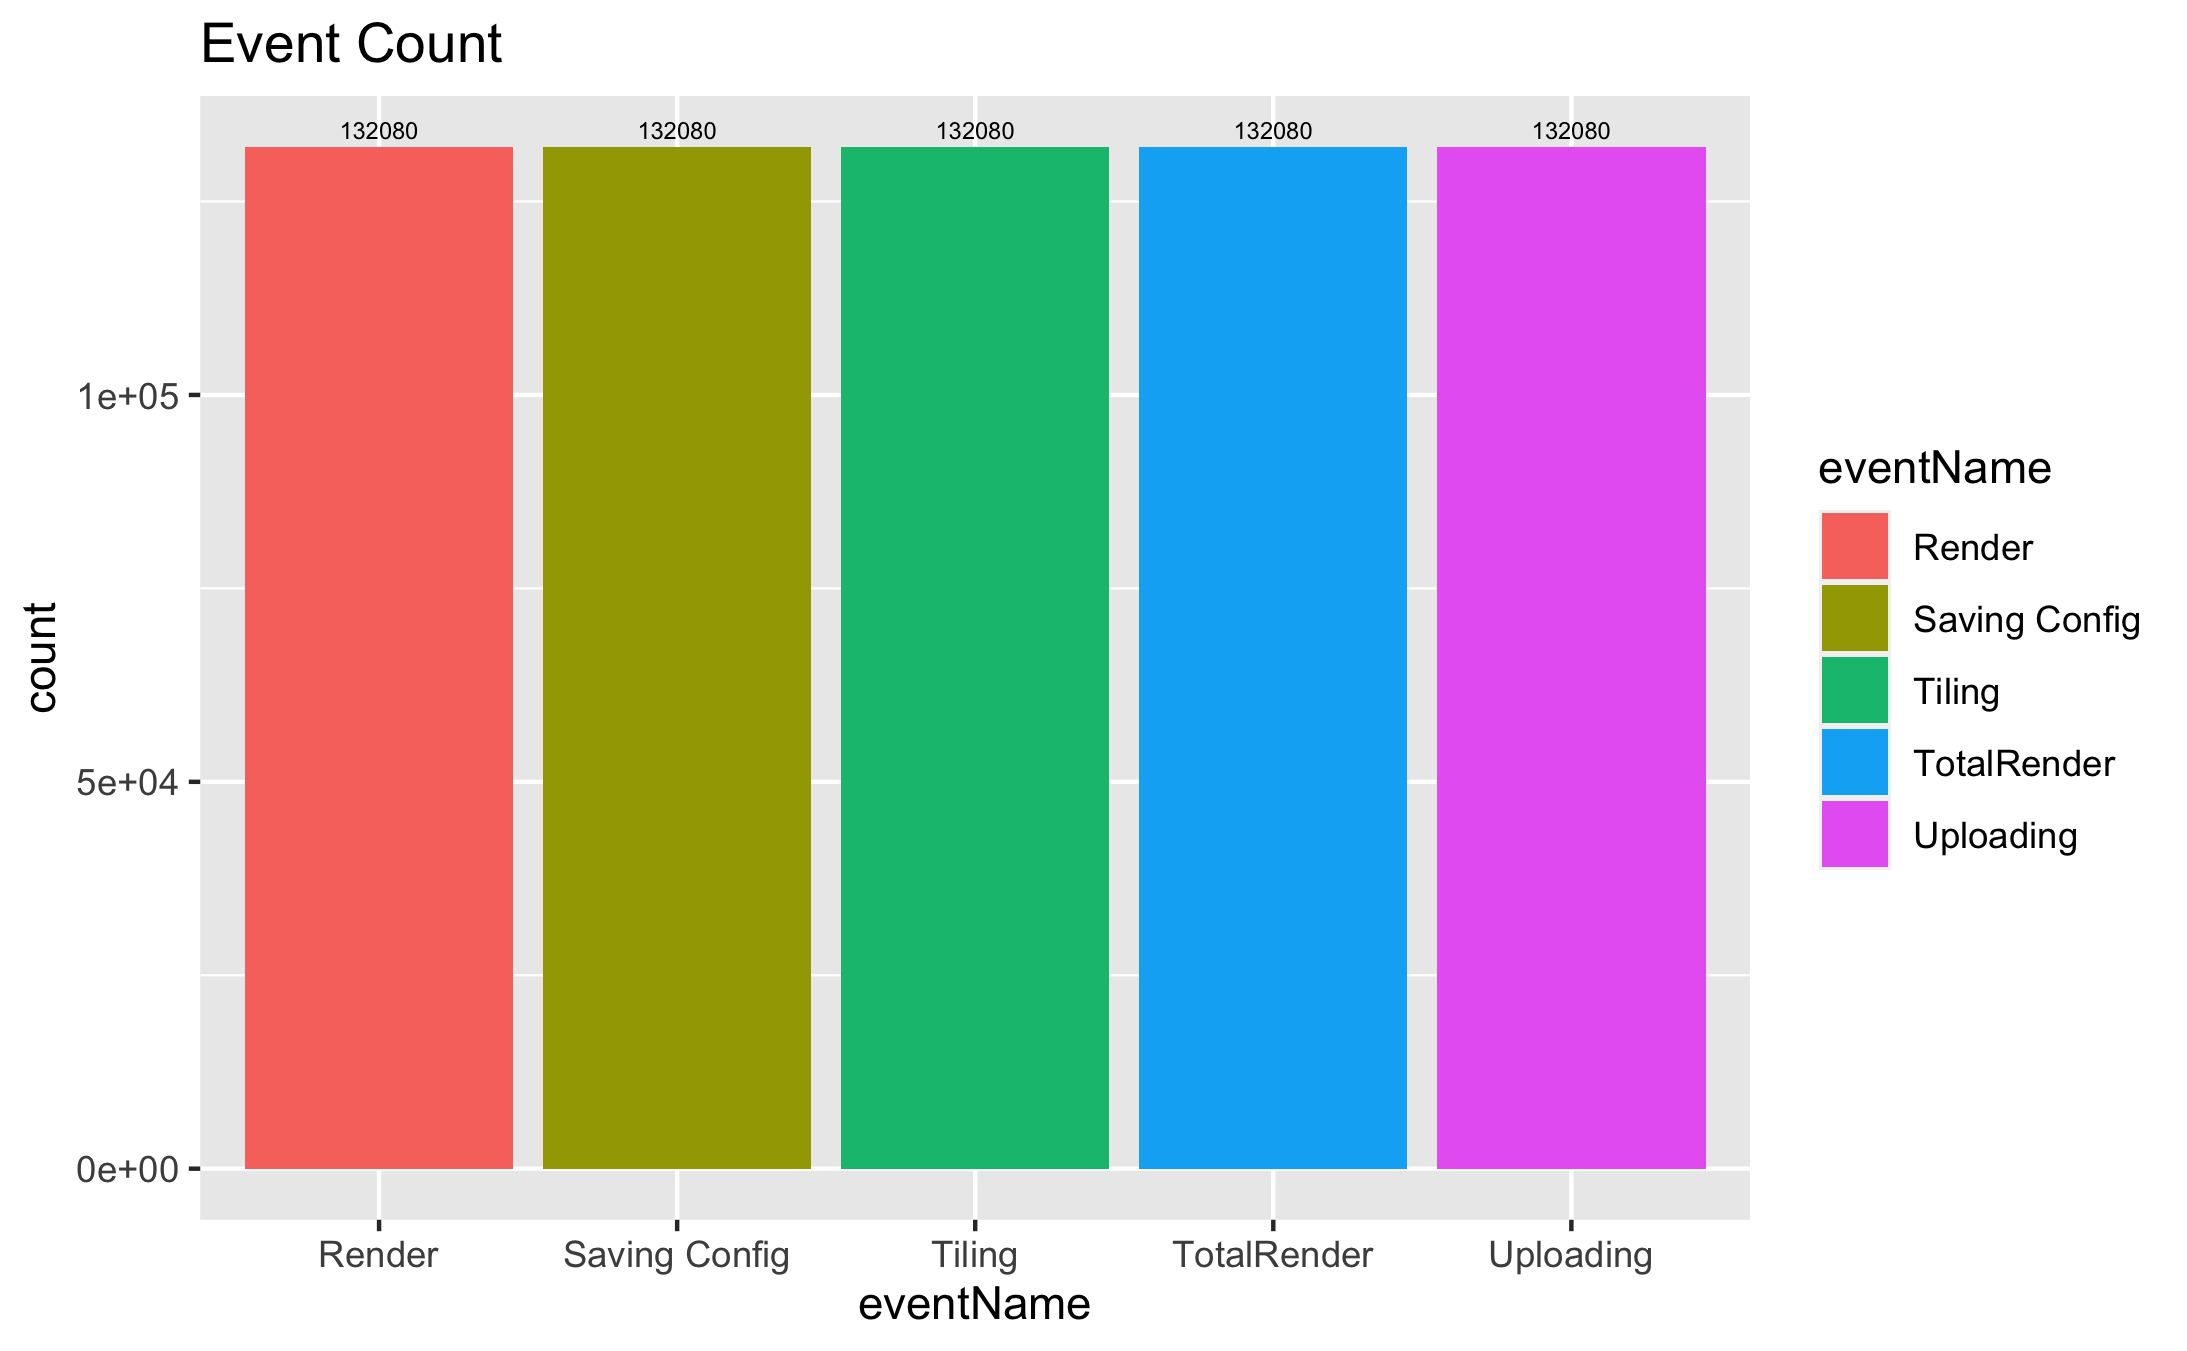 Event Count
132080 132080 132080 132080 132080
1e+05
5e+04
0e+00
count
Render Saving Config Tiling TotalRender Uploading
eventName
eventName
Render
Saving Config
Tiling
TotalRender
Uploading